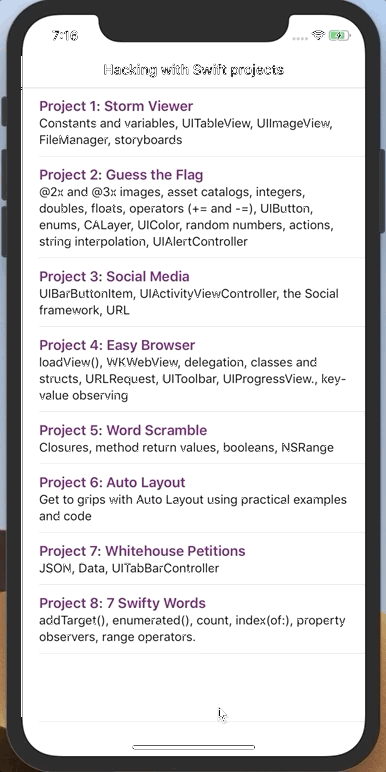 7:16
Hacking with Swift projects
Project 1: Storm Viewer
Constants and variables, UITableView, UIImageView,
FileManager, storyboards
Project 2: Guess the Flag
@2x and @3x images, asset catalogs, integers,
doubles, floats, operators (+= and -=), UIButton,
enums, CALayer, UIColor, random numbers, actions,
string interpolation, UIAlertController
Project 3: Social Media
UIBarButtonItem, UIActivityViewController, the Social
framework, URL
Project 4: Easy Browser
loadView(), WKWebView, delegation, classes and
structs, URLRequest, UIToolbar, UIProgressView., key-
value observing
Project 5: Word Scramble
Closures, method return values, booleans, NSRange
Project 6: Auto Layout
Get to grips with Auto Layout using practical examples
and code
Project 7: Whitehouse Petitions
JSON, Data, UITabBarController
Project 8: 7 Swifty Words
addTarget(), enumerated(), count, index(of:), property
observers, range operators.